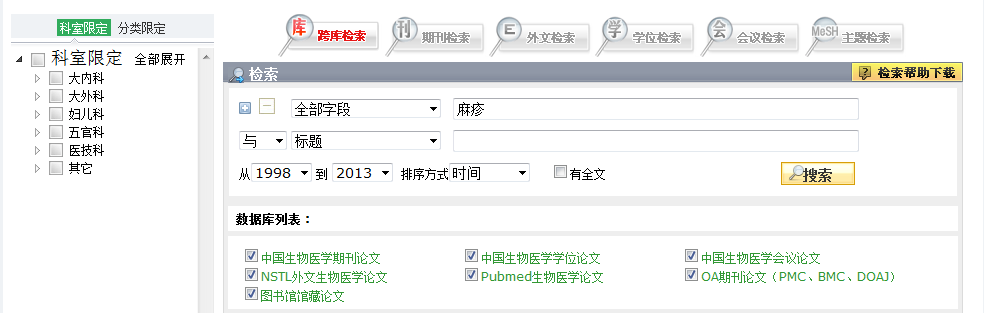 科室限定 分类限定
科室限定 全部展开
大内科
大外科
妇儿科
五官科
医技科
其它
库 跨库检索 刊 期刊检索 E 外文检索 学 学位检索 会 会议检索 MeSH 主题检索
检索 检索帮助下载
全部字段 麻疹
与 标题
从 1998 到 2013 排序方式 时间 有全文 搜索
数据库列表：
中国生物医学期刊论文 中国生物医学学位论文 中国生物医学会议论文
NSTL外文生物医学论文 Pubmed生物医学论文 OA期刊论文（PMC、BMC、DOAJ）
图书馆馆藏论文